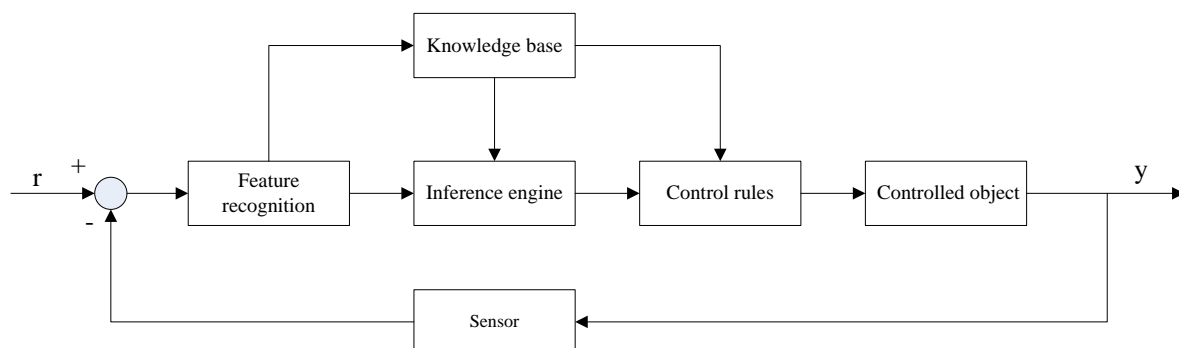 Knowledge base
r
+
-
Feature
recognition
Inference engine
Control rules
Controlled object
y
Sensor